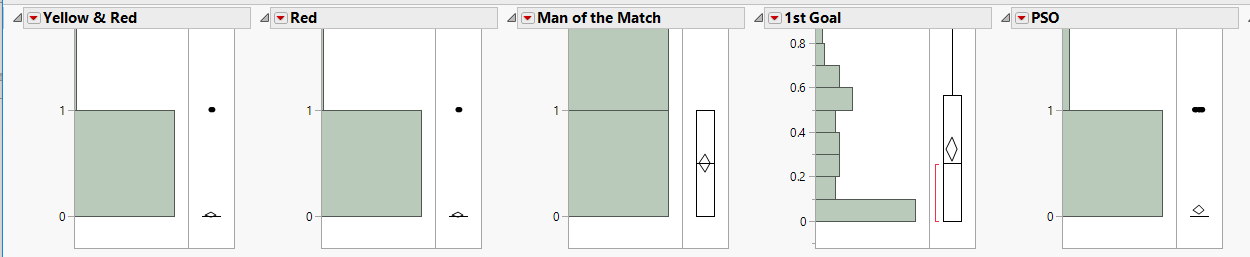 Yellow & Red
1
0
Red
1
0
Man of the Match
1
0
1st Goal
0.8
0.6
0.4
0.2
0
PSO
1
0